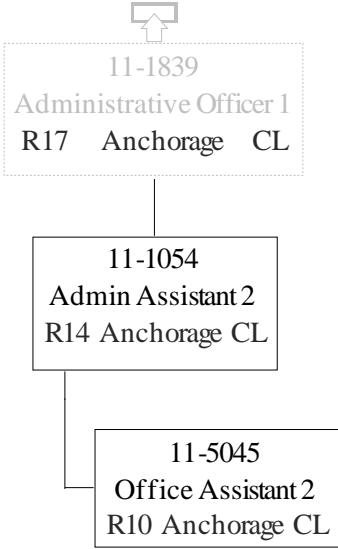 11-1839
Administrative Officer 1
R17 Anchorage CL
11-1054
Admin Assistant 2
R14 Anchorage CL
11-5045
Office Assistant 2
R10 Anchorage CL